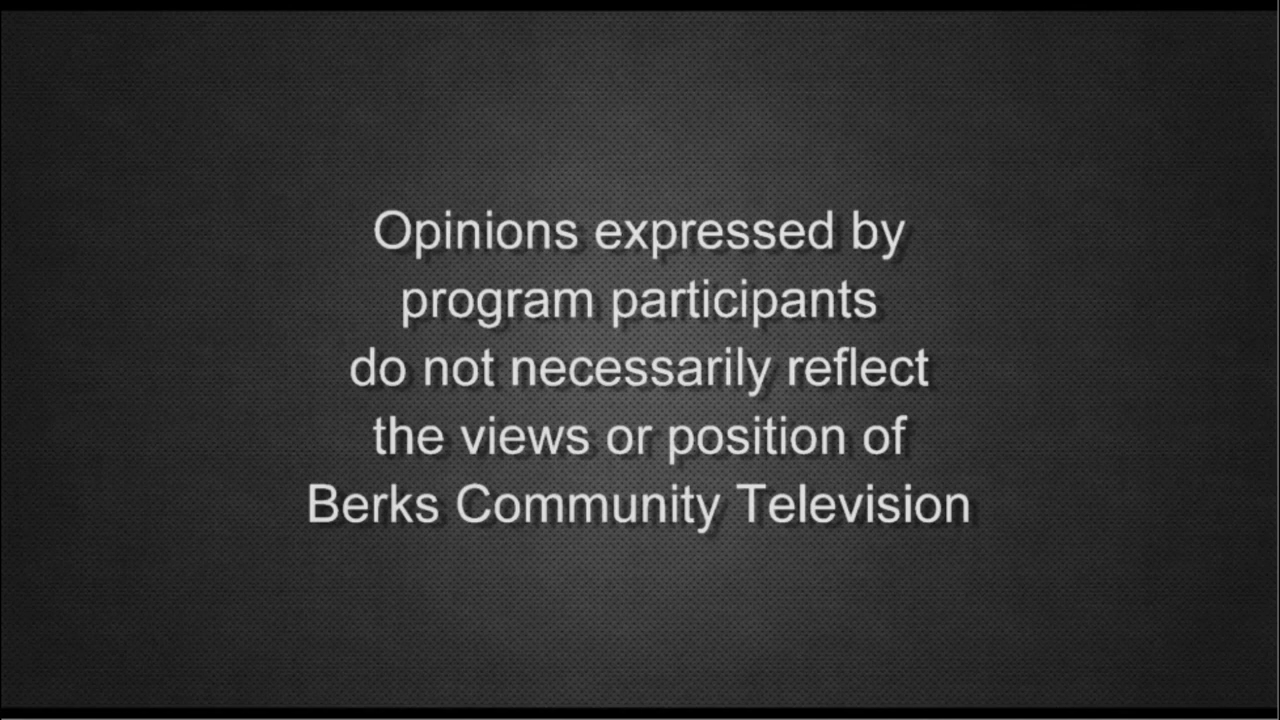 Opinions expressed by
program participants
do not necessarily reflect
the views or position of
Berks Community Television